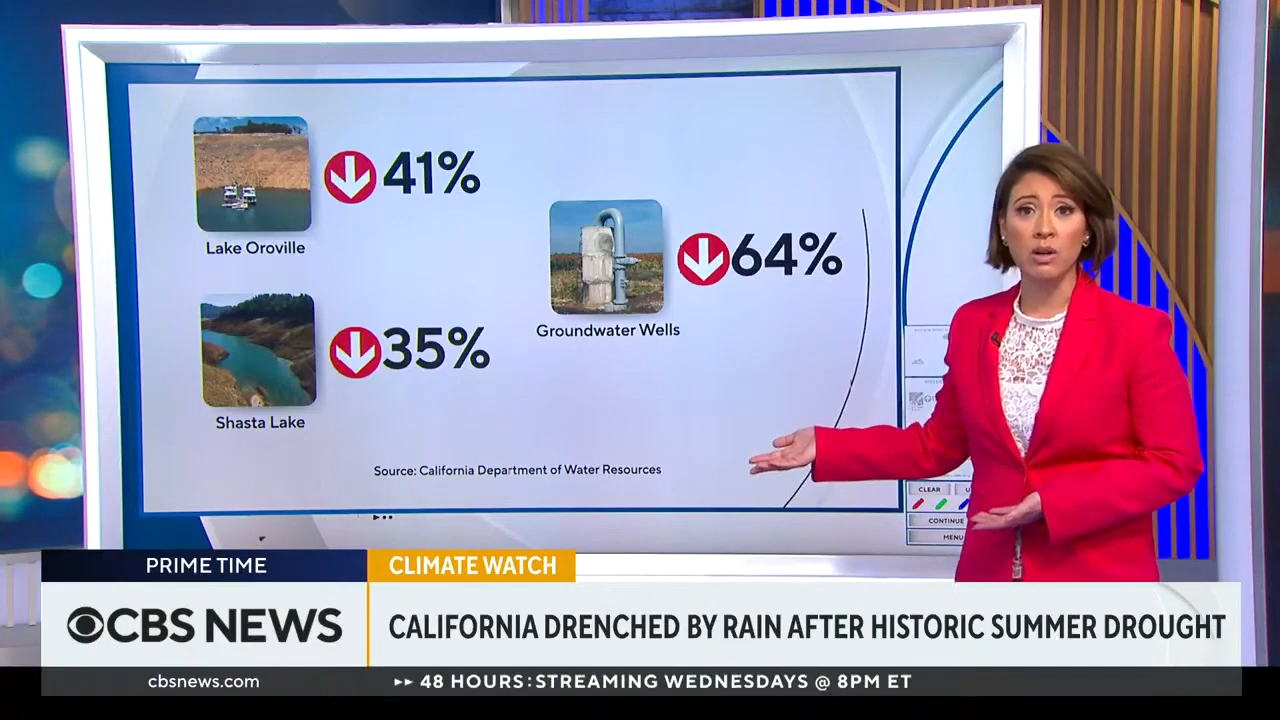 41%
Lake Oroville
64%
Groundwater Wells
35%
Shasta Lake
Source: California Department of Water Resources
CLEAR
CONTINUE
MENU
PRIME TIME
CLIMATE WATCH
CBS NEWS
CALIFORNIA DRENCHED BY RAIN AFTER HISTORIC SUMMER DROUGHT
cbsnews.com
48 HOURS: STREAMING WEDNESDAYS @ 8PM ET